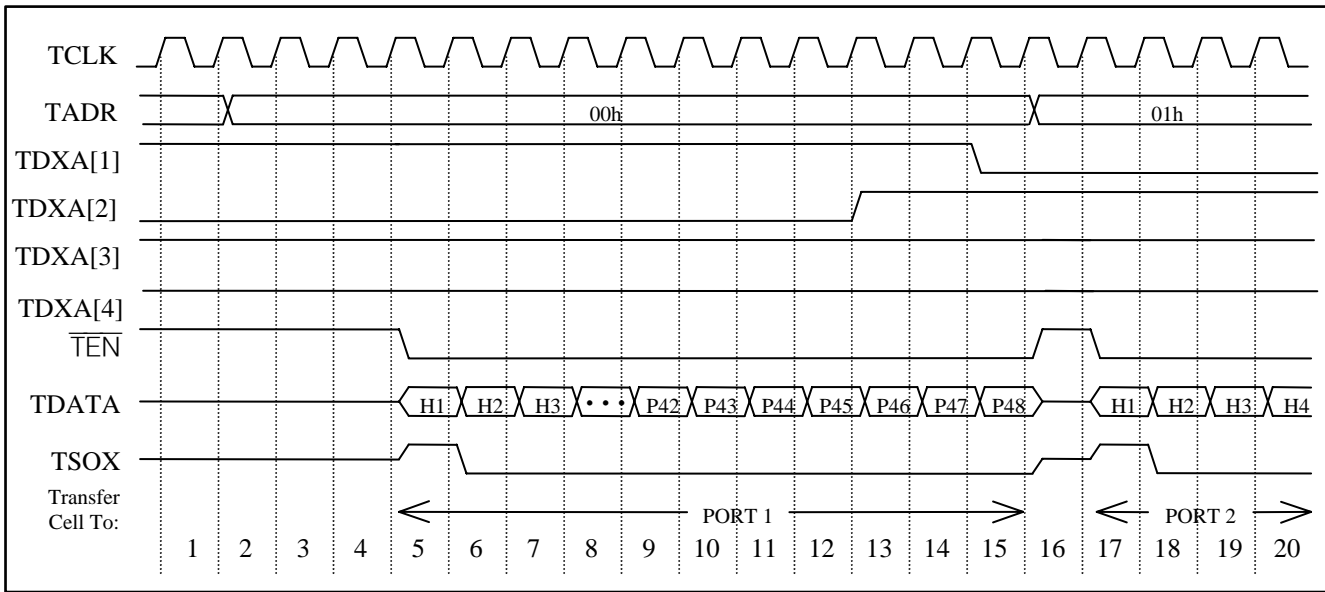 TCLK
TADR 00h 01h
TDXA[1]
TDXA[2]
TDXA[3]
TDXA[4]
TEN
TDATA H1 H2 H3 • • • P42 P43 P44 P45 P46 P47 P48 H1 H2 H3 H4
TSOX
Transfer
Cell To: PORT 1 PORT 2
1 2 3 4 5 6 7 8 9 10 11 12 13 14 15 16 17 18 19 20